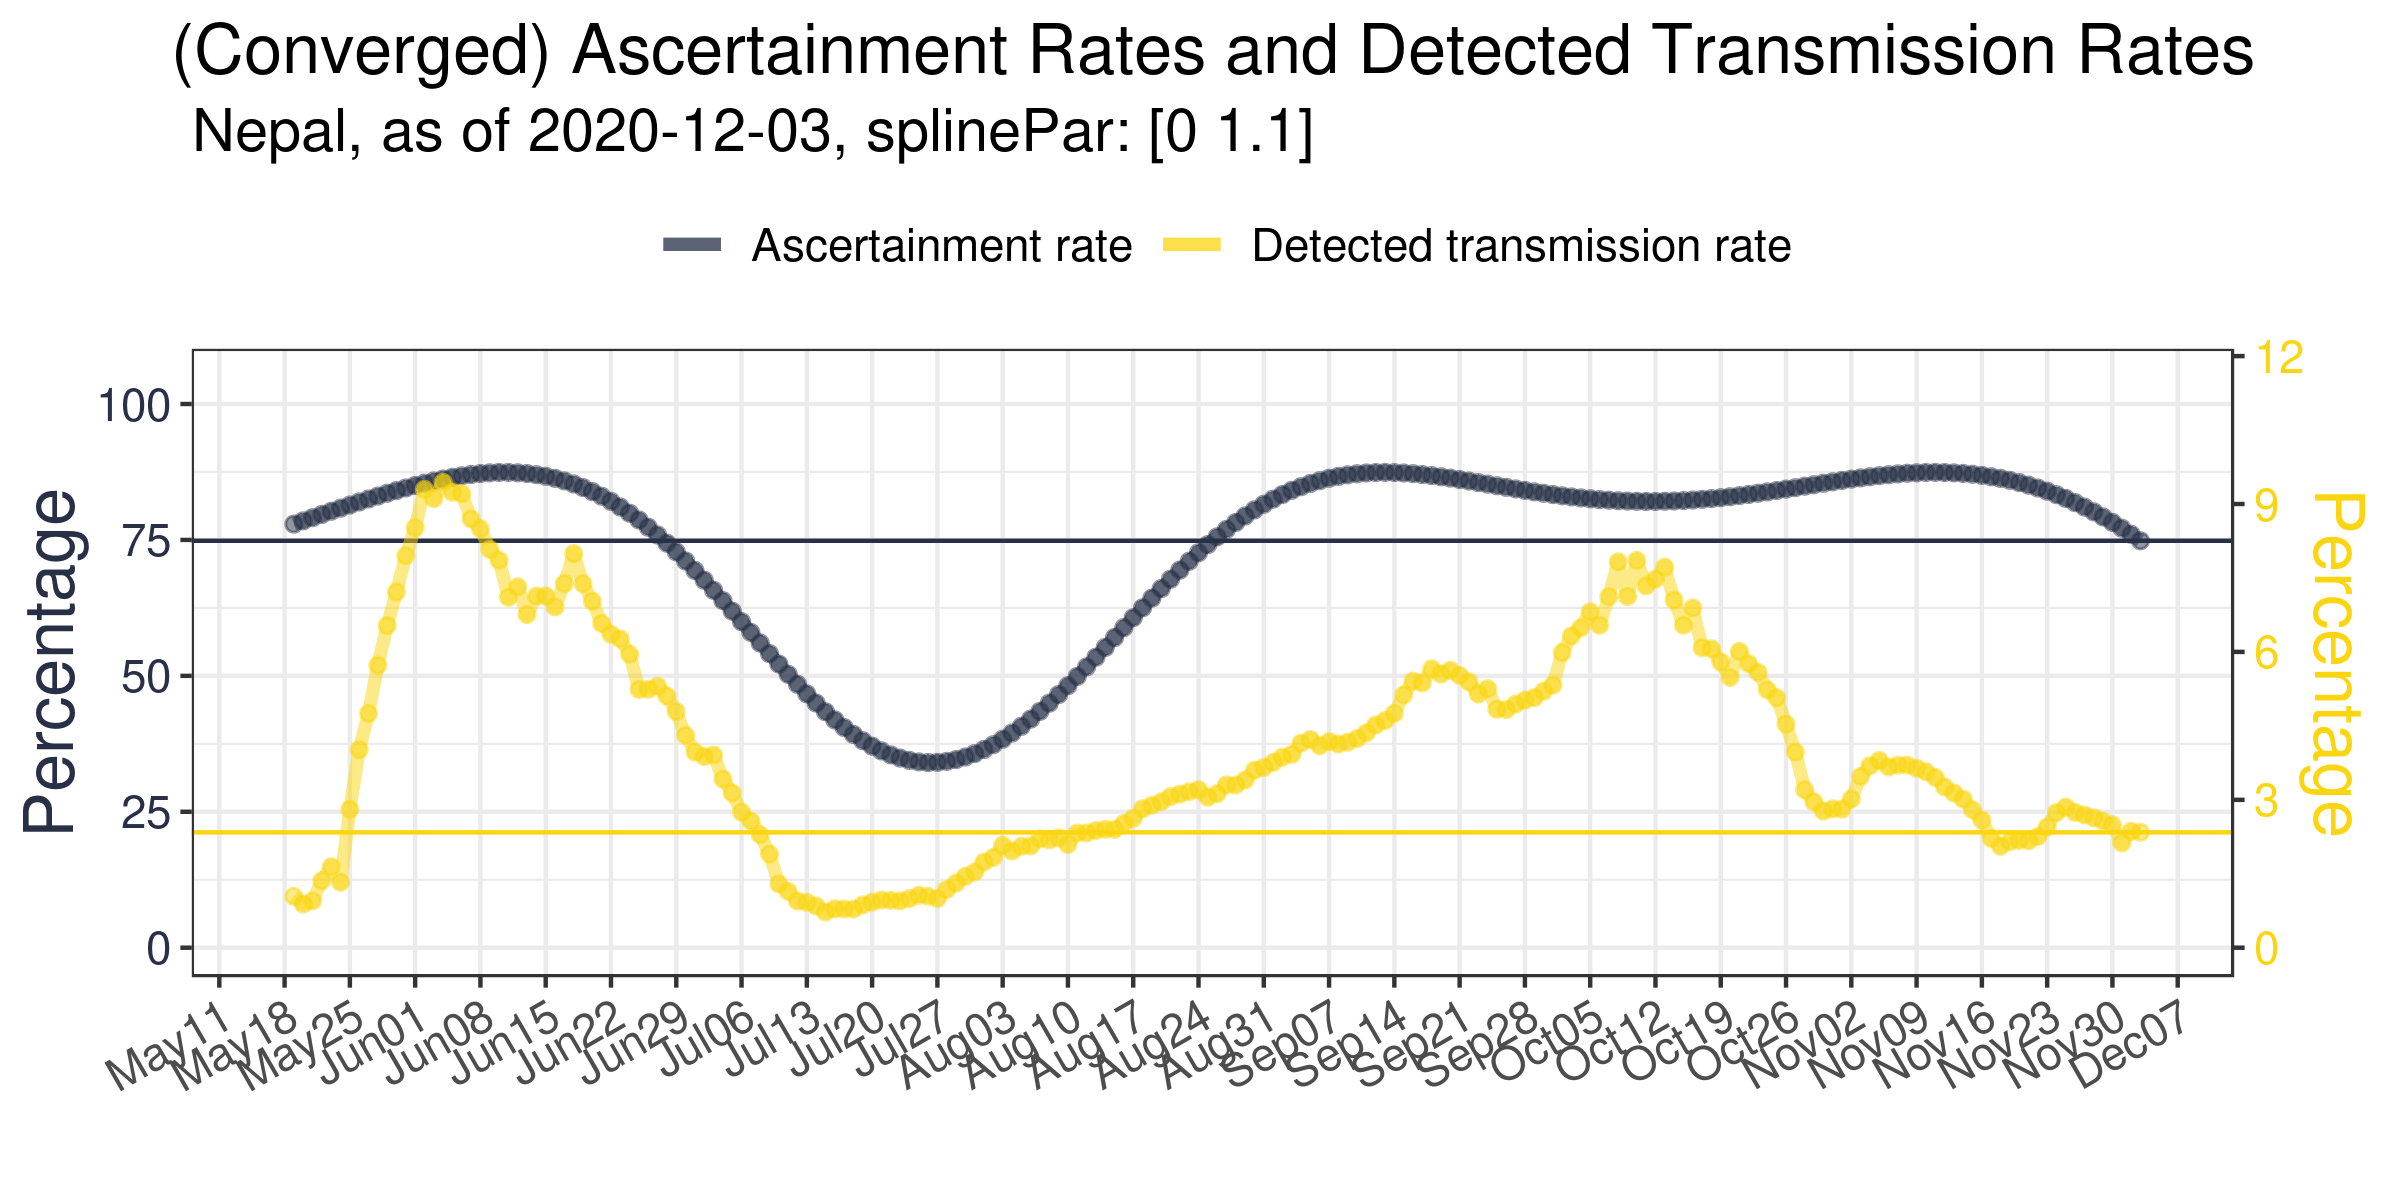 (Converged) Ascertainment Rates and Detected Transmission Rates
Nepal, as of 2020-12-03, splinePar: [0 1.1]
Ascertainment rate Detected transmission rate
Percentage
100
75
50
25
0
12
9
6
3
0
Percentage
May11 May18 May25 Jun01 Jun08 Jun15 Jun22 Jun29 Jul06 Jul13 Jul20 Jul27 Aug03 Aug10 Aug17 Aug24 Aug31 Sep07 Sep14 Sep21 Sep28 Oct05 Oct12 Oct19 Oct26 Nov02 Nov09 Nov16 Nov23 Nov30 Dec07